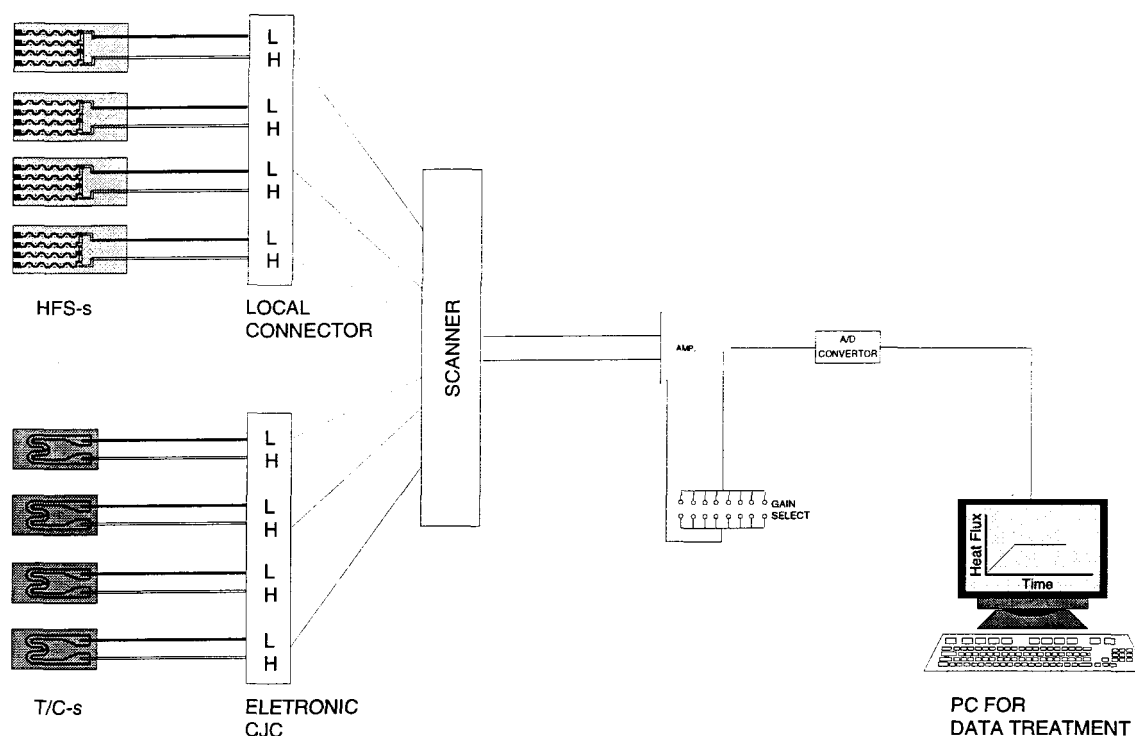 L
H
L
H
L
H
L
H
HFS-s
LOCAL
CONNECTOR
SCANNER
AMP.
A/D
CONVERTOR
GAIN
SELECT
L
H
L
H
L
H
L
H
T/C-s
ELETRONIC
CJC
Heat Flux
Time
PC FOR
DATA TREATMENT